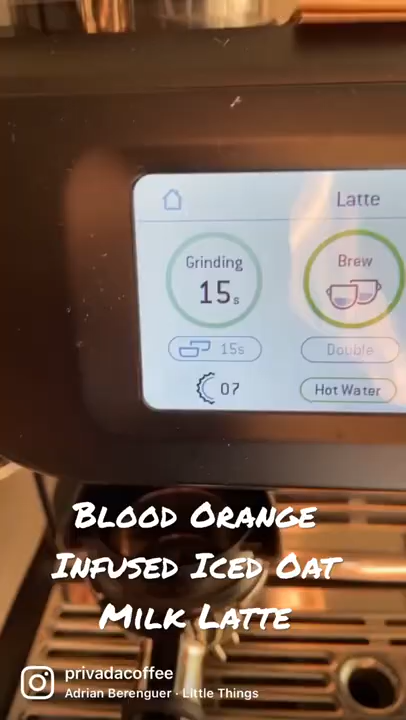 Latte
Grinding
15s
Brew
15s
Double
07
Hot Water
BLOOD ORANGE
INFUSED ICED OAT
MILK LATTE
privadacoffee
Adrian Berenguer · Little Things